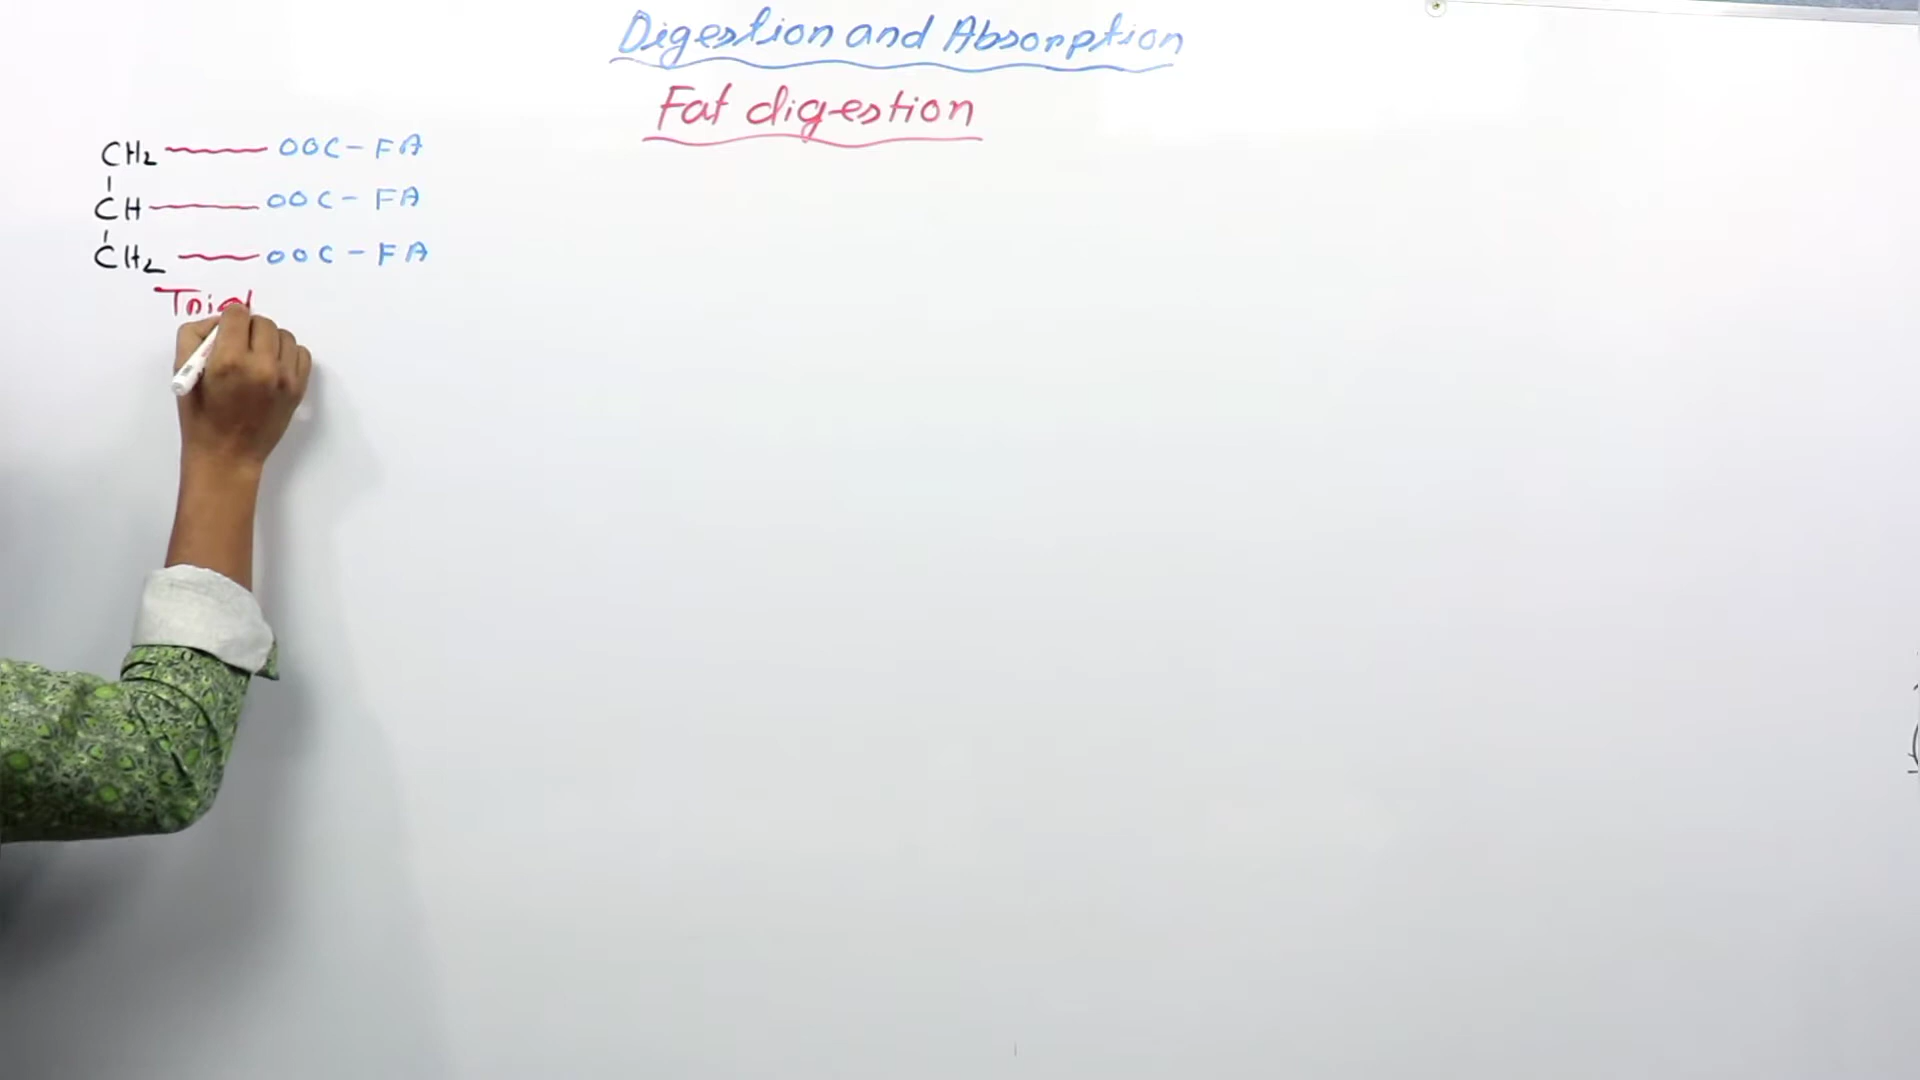 Digestion and Absorption
Fat digestion
CH₂ OOC - FA
CH OOC - FA
CH₂ OOC - FA